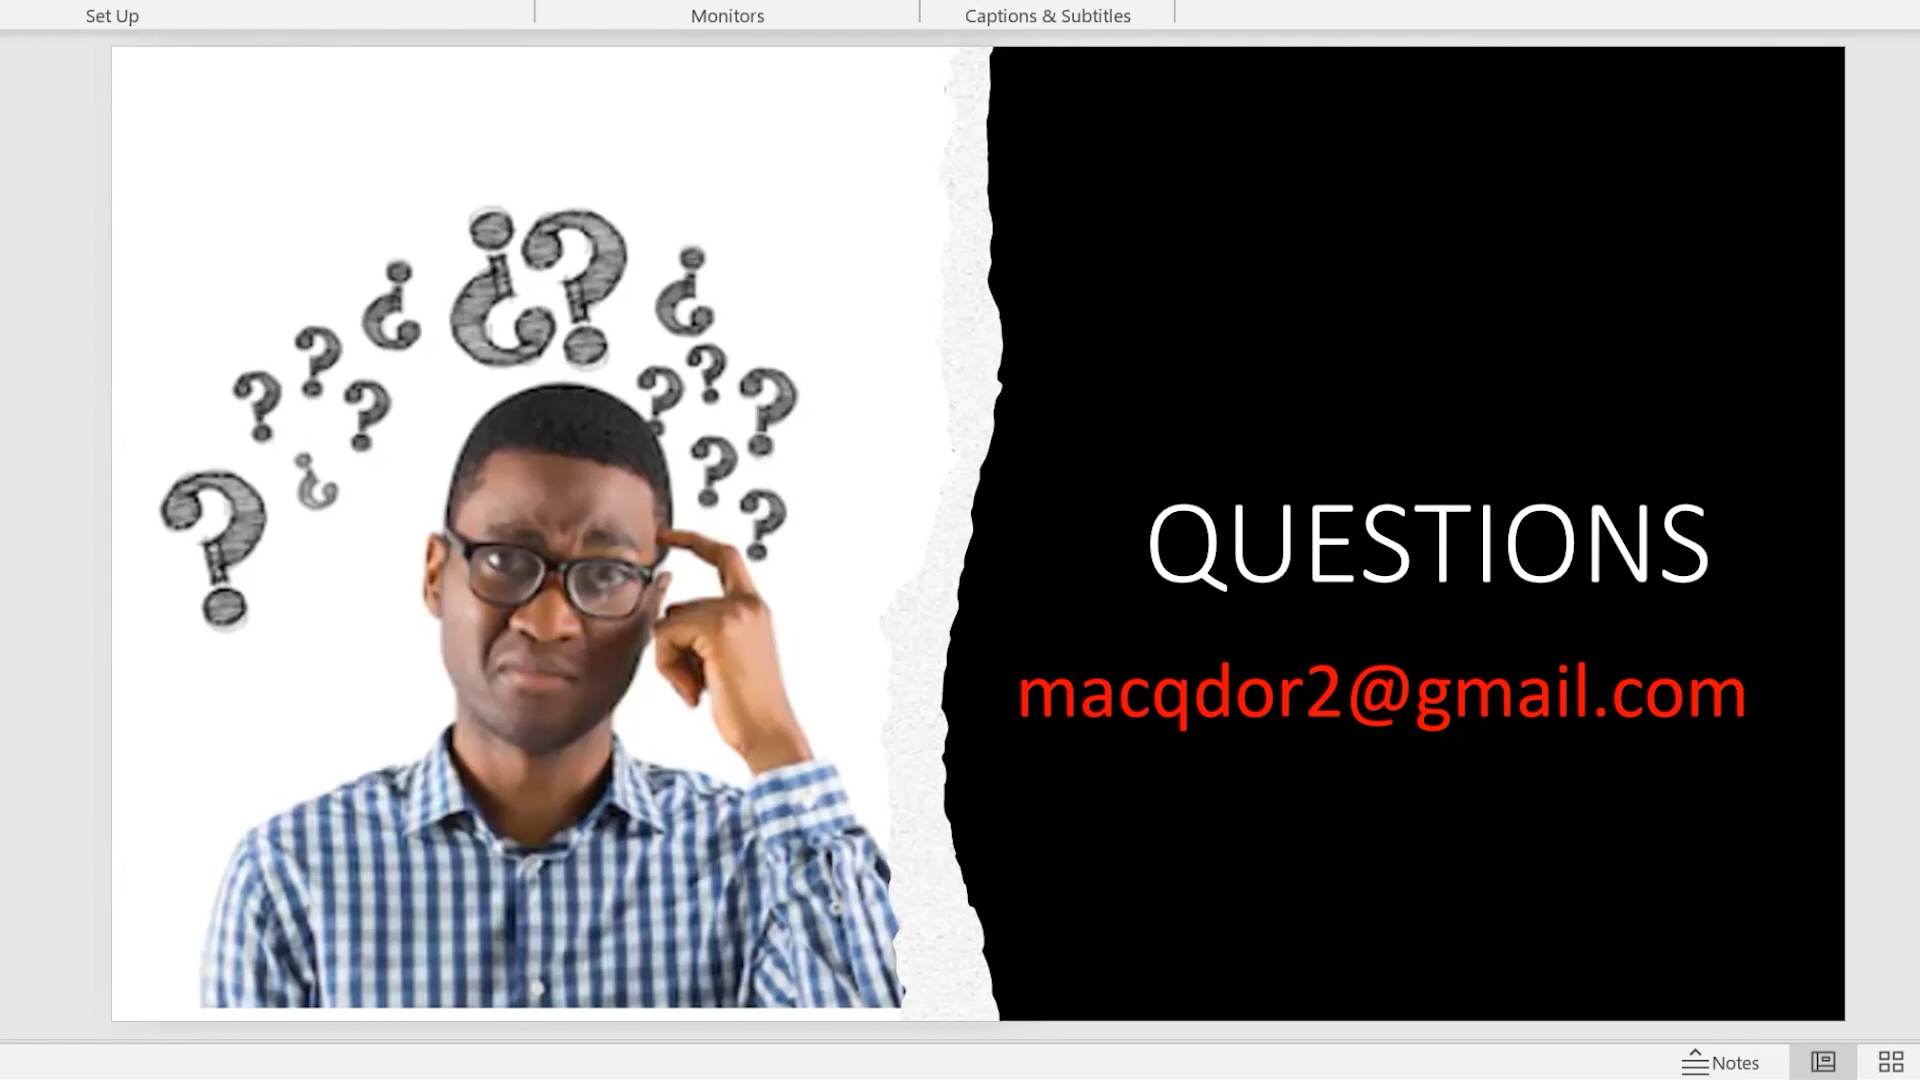 Set Up
Monitors
Captions & Subtitles
¿?
¿
¿
?
?
?
?
?
?
?
¿
?
?
?
QUESTIONS
macqdor2@gmail.com
Notes